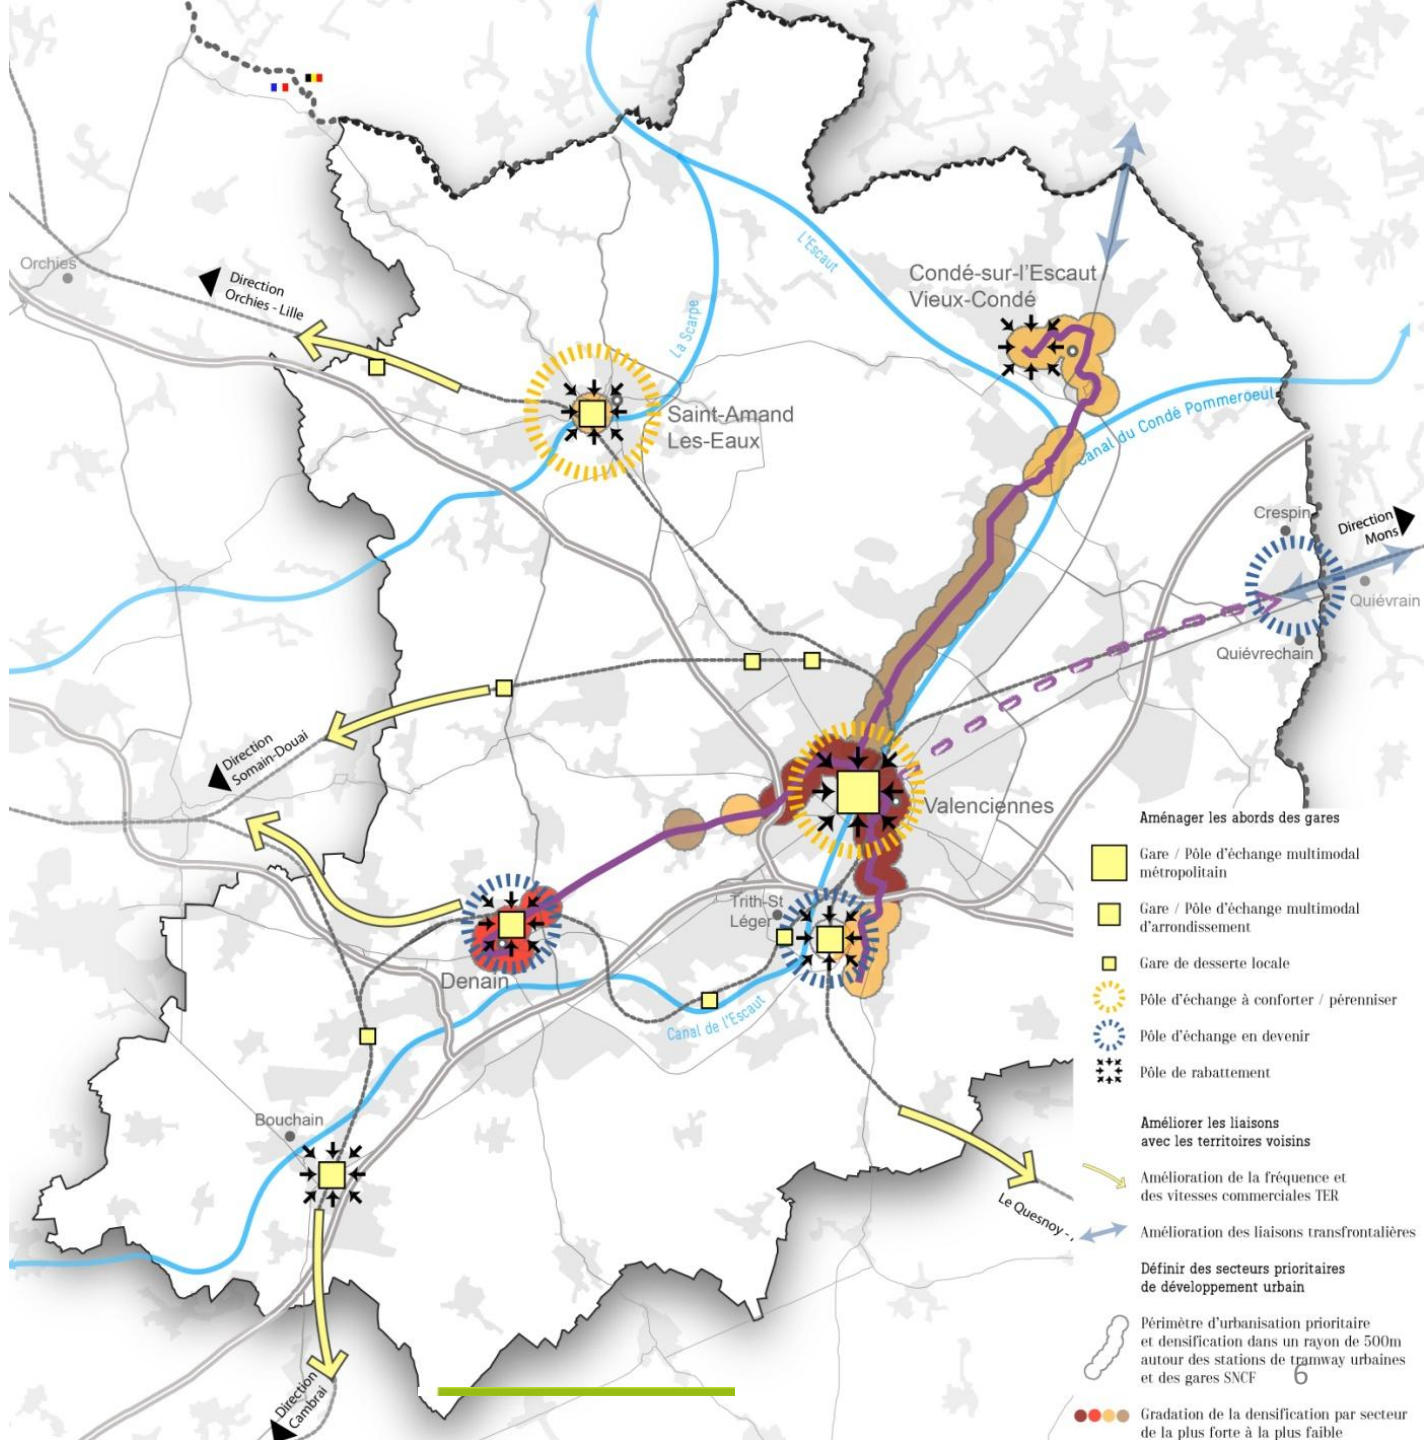 Orchies
Direction
Orchies - Lille
La Scarpe
L'Escaut
Condé-sur-l'Escaut
Vieux-Condé
Saint-Amand
Les-Eaux
Canal du Condé Pommeroeul
Crespin
Direction
Mons
Quiévrain
Quiévrechain
Direction
Somain-Douai
Valenciennes
Trith-St
Léger
Denain
Canal de l'Escaut
Bouchain
Le Quesnoy -
Direction
Cambrai
Aménager les abords des gares
Gare / Pôle d'échange multimodal
métropolitain
Gare / Pôle d'échange multimodal
d'arrondissement
Gare de desserte locale
Pôle d'échange à conforter / pérenniser
Pôle d'échange en devenir
Pôle de rabattement
Améliorer les liaisons
avec les territoires voisins
Amélioration de la fréquence et
des vitesses commerciales TER
Amélioration des liaisons transfrontalières
Définir des secteurs prioritaires
de développement urbain
Périmètre d'urbanisation prioritaire
et densification dans un rayon de 500m
autour des stations de tramway urbaines
et des gares SNCF
6
Gradation de la densification par secteur
de la plus forte à la plus faible